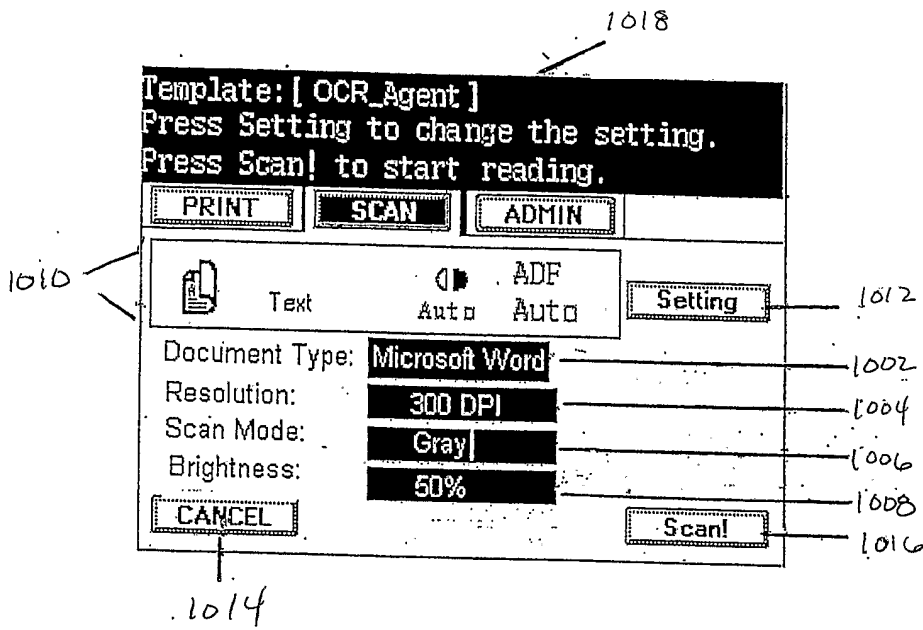 1018
Template:[ OCR_Agent ]
Press Setting to change the setting.
Press Scan! to start reading.
PRINT SCAN ADMIN
1010
Text Auto ADF Auto
Setting 1012
Document Type: Microsoft Word 1002
Resolution: 300 DPI 1004
Scan Mode: Gray 1006
Brightness: 50% 1008
CANCEL Scan! 1016
1014